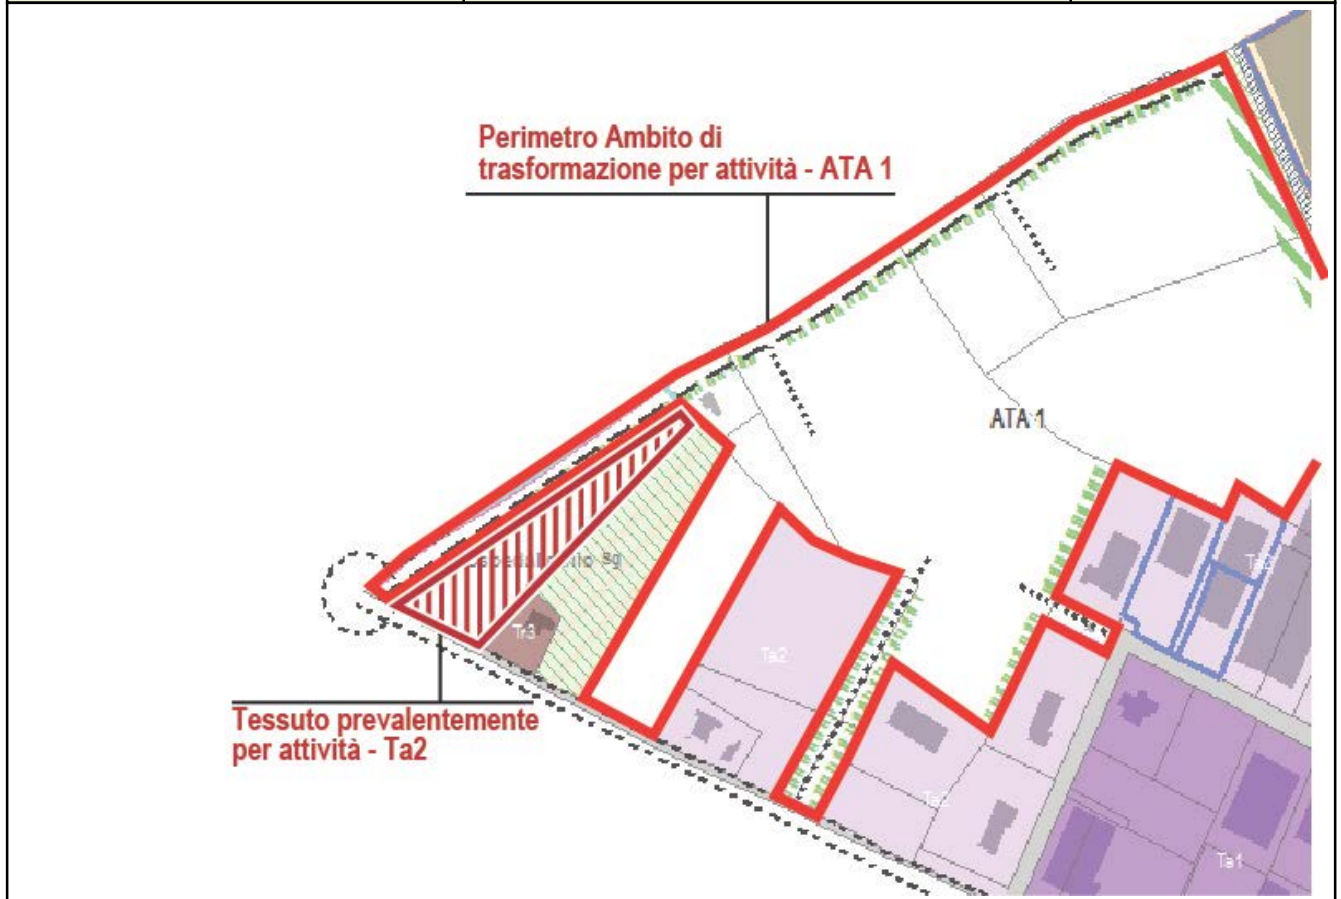 Perimetro Ambito di
trasformazione per attività - ATA 1
ATA 1
Tr3
Ta2
Tessuto prevalentemente
per attività - Ta2
Ta2
Ta1